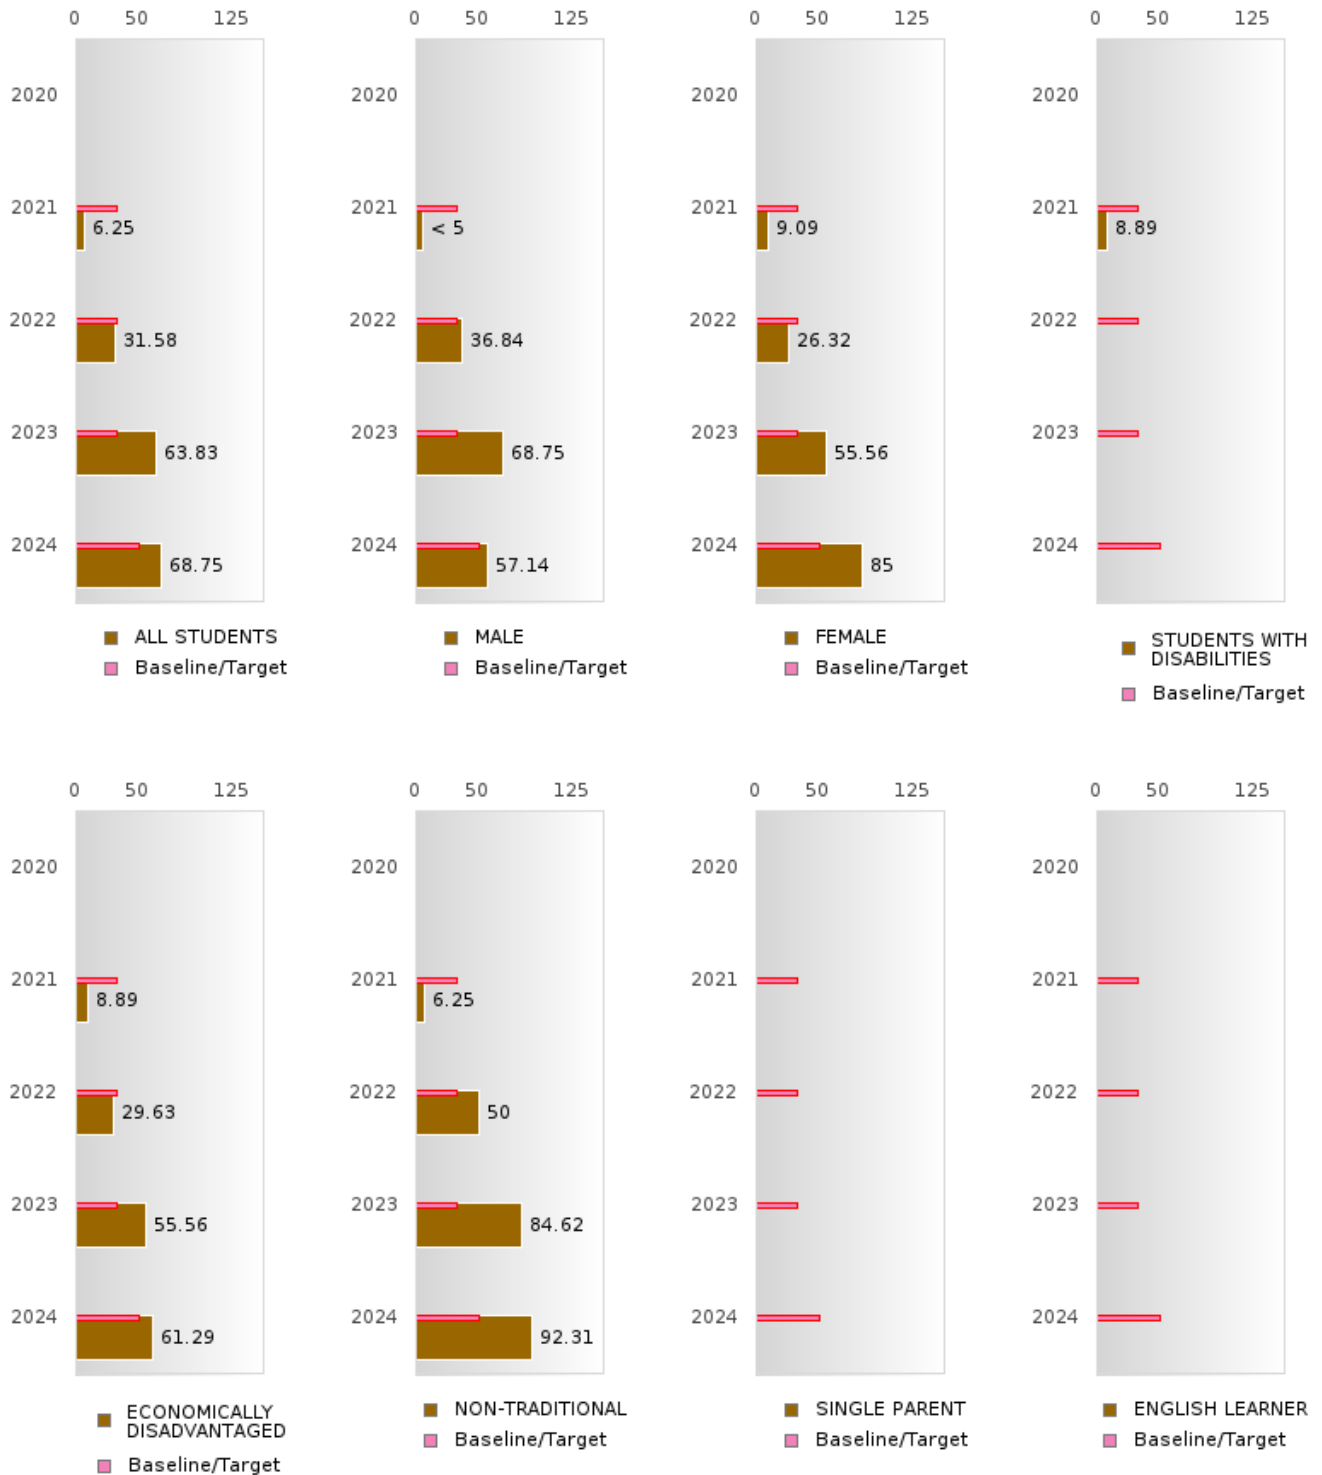 0 50 125 0 50 125 0 50 125 0 50 125
2020 2020 2020 2020
2021 6.25 2021 < 5 2021 9.09 2021 8.89
2022 31.58 2022 36.84 2022 26.32 2022
2023 63.83 2023 68.75 2023 55.56 2023
2024 68.75 2024 57.14 2024 85 2024
ALL STUDENTS MALE FEMALE STUDENTS WITH
DISABILITIES
Baseline/Target Baseline/Target Baseline/Target Baseline/Target
0 50 125 0 50 125 0 50 125 0 50 125
2020 2020 2020 2020
2021 8.89 2021 6.25 2021 2021
2022 29.63 2022 50 2022 2022
2023 55.56 2023 84.62 2023 2023
2024 61.29 2024 92.31 2024 2024
ECONOMICALLY NON-TRADITIONAL SINGLE PARENT ENGLISH LEARNER
DISADVANTAGED
Baseline/Target Baseline/Target Baseline/Target Baseline/Target